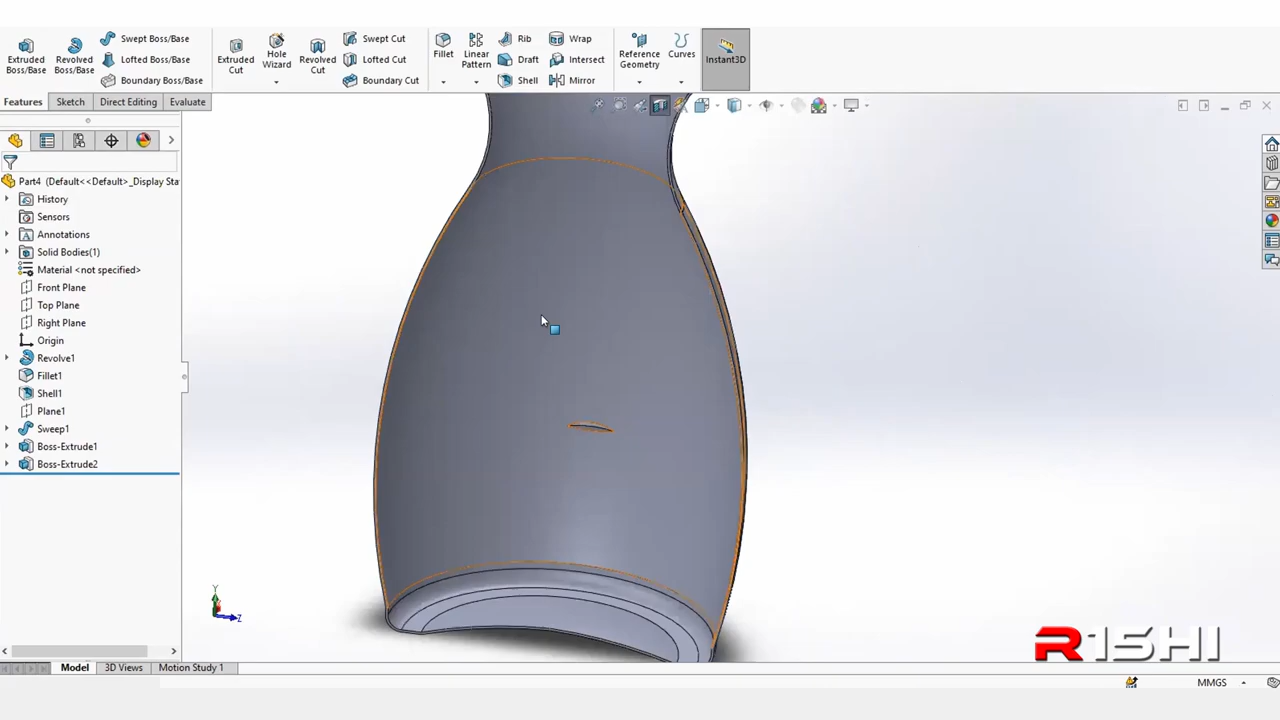 Extruded Boss/Base
Revolved Boss/Base
Swept Boss/Base
Lofted Boss/Base
Boundary Boss/Base
Extruded Cut
Hole Wizard
Revolved Cut
Swept Cut
Lofted Cut
Boundary Cut
Fillet
Linear Pattern
Rib
Draft
Shell
Wrap
Intersect
Mirror
Reference Geometry
Curves
Instant3D
Features
Sketch
Direct Editing
Evaluate
Part4 (Default<<Default>_Display Sta
History
Sensors
Annotations
Solid Bodies(1)
Material <not specified>
Front Plane
Top Plane
Right Plane
Origin
Revolve1
Fillet1
Shell1
Plane1
Sweep1
Boss-Extrude1
Boss-Extrude2
Y
Z
R1SHI
Model
3D Views
Motion Study 1
MMGS